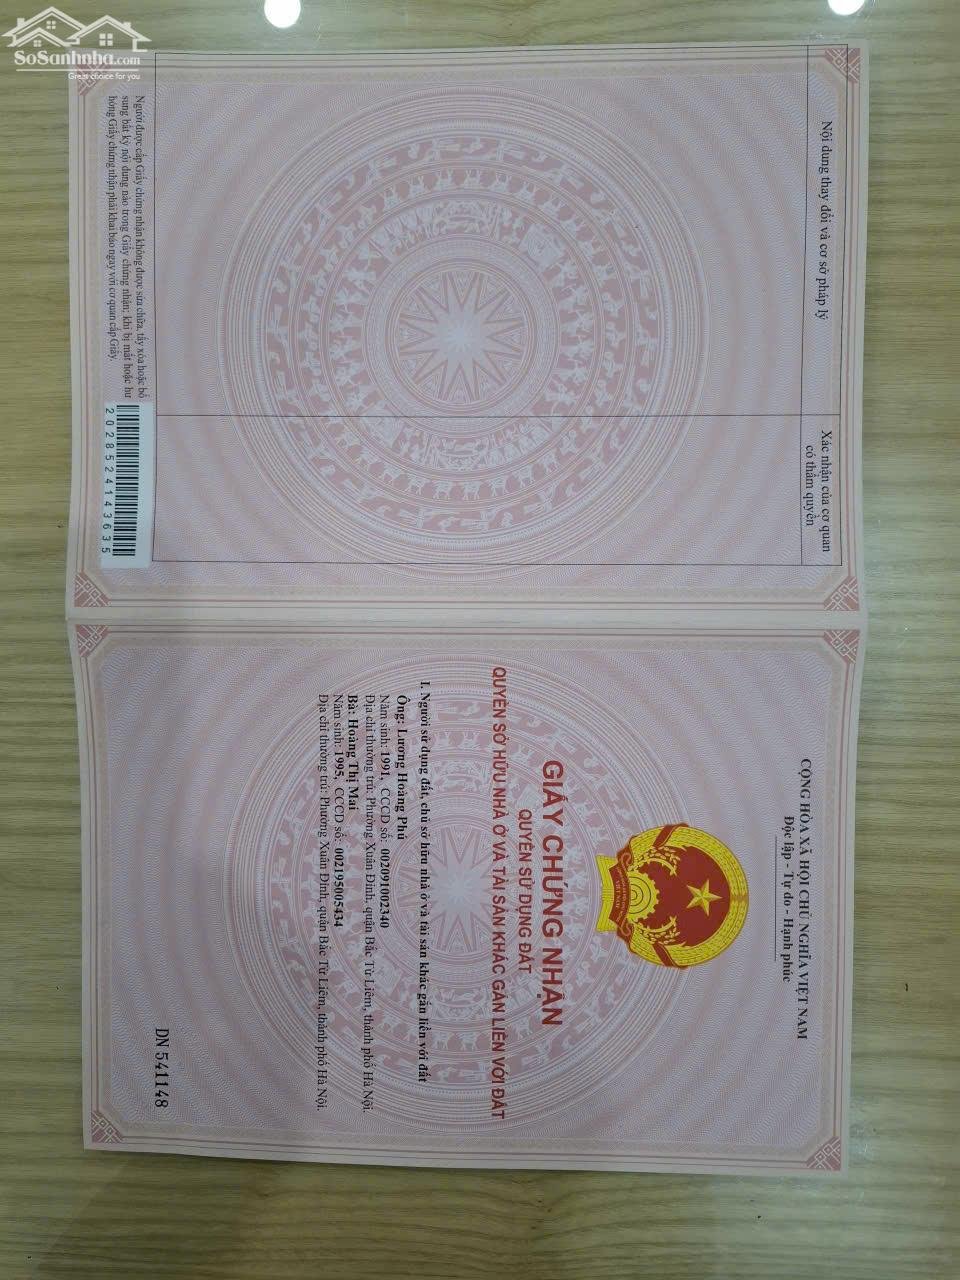 SoSanhnha.com
Great choice for you
Nội dung thay đổi và cơ sở pháp lý
Xác nhận của cơ quan
có thẩm quyền
Người được cấp Giấy chứng nhận không được sửa chữa, tẩy xóa hoặc bổ
sung bất kỳ nội dung nào trong Giấy chứng nhận; khi bị mất hoặc hư
hỏng Giấy chứng nhận phải khai báo ngay với cơ quan cấp Giấy.
2028524143635
CỘNG HÒA XÃ HỘI CHỦ NGHĨA VIỆT NAM
Độc lập - Tự do - Hạnh phúc
VIỆT NAM
GIẤY CHỨNG NHẬN
QUYỀN SỬ DỤNG ĐẤT
QUYỀN SỞ HỮU NHÀ Ở VÀ TÀI SẢN KHÁC GẮN LIỀN VỚI ĐẤT
I. Người sử dụng đất, chủ sở hữu nhà ở và tài sản khác gắn liền với đất
Ông: Lương Hoàng Phú
Năm sinh: 1991, CCCD số: 002091002340
Địa chỉ thường trú: Phường Xuân Đỉnh, quận Bắc Từ Liêm, thành phố Hà Nội.
Bà: Hoàng Thị Mai
Năm sinh: 1995, CCCD số: 002195005434
Địa chỉ thường trú: Phường Xuân Đỉnh, quận Bắc Từ Liêm, thành phố Hà Nội.
DN 541148